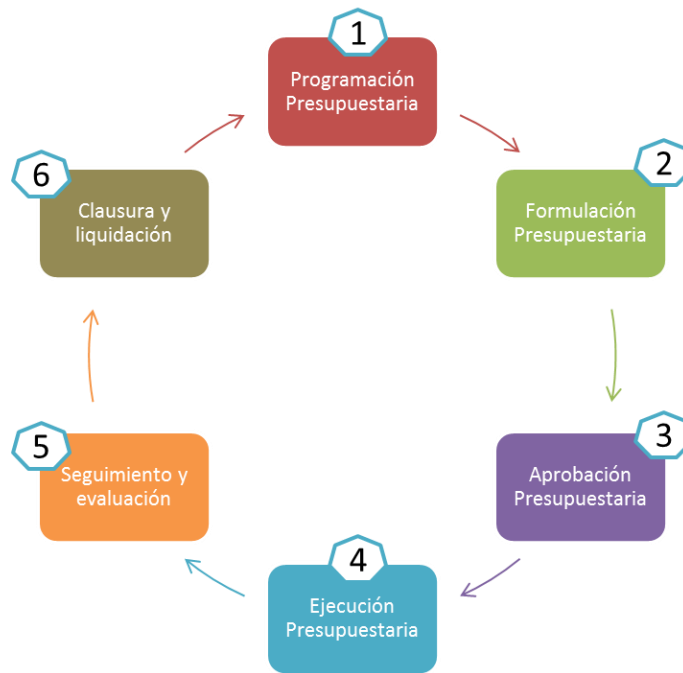 1
Programación
Presupuestaria
2
Formulación
Presupuestaria
3
Aprobación
Presupuestaria
4
Ejecución
Presupuestaria
5
Seguimiento y
evaluación
6
Clausura y
liquidación